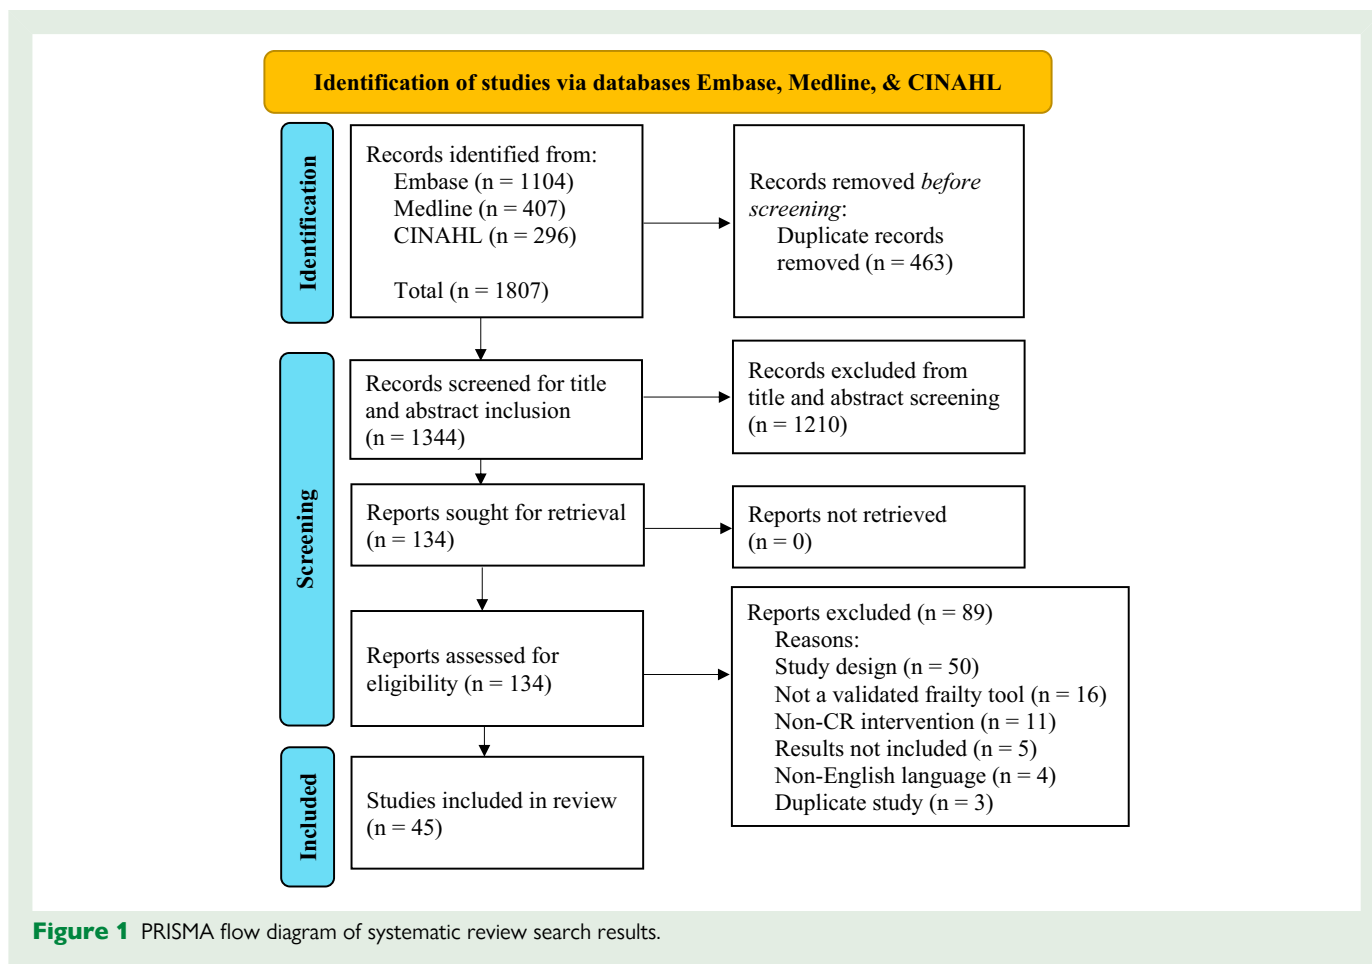 Identification of studies via databases Embase, Medline, & CINAHL
Identification
Records identified from:
Embase (n = 1104)
Medline (n = 407)
CINAHL (n = 296)
Total (n = 1807)
Records removed before
screening:
Duplicate records
removed (n = 463)
Screening
Records screened for title
and abstract inclusion
(n = 1344)
Records excluded from
title and abstract screening
(n = 1210)
Reports sought for retrieval
(n = 134)
Reports not retrieved
(n = 0)
Reports assessed for
eligibility (n = 134)
Reports excluded (n = 89)
Reasons:
Study design (n = 50)
Not a validated frailty tool (n = 16)
Non-CR intervention (n = 11)
Results not included (n = 5)
Non-English language (n = 4)
Duplicate study (n = 3)
Included
Studies included in review
(n = 45)
Figure 1 PRISMA flow diagram of systematic review search results.